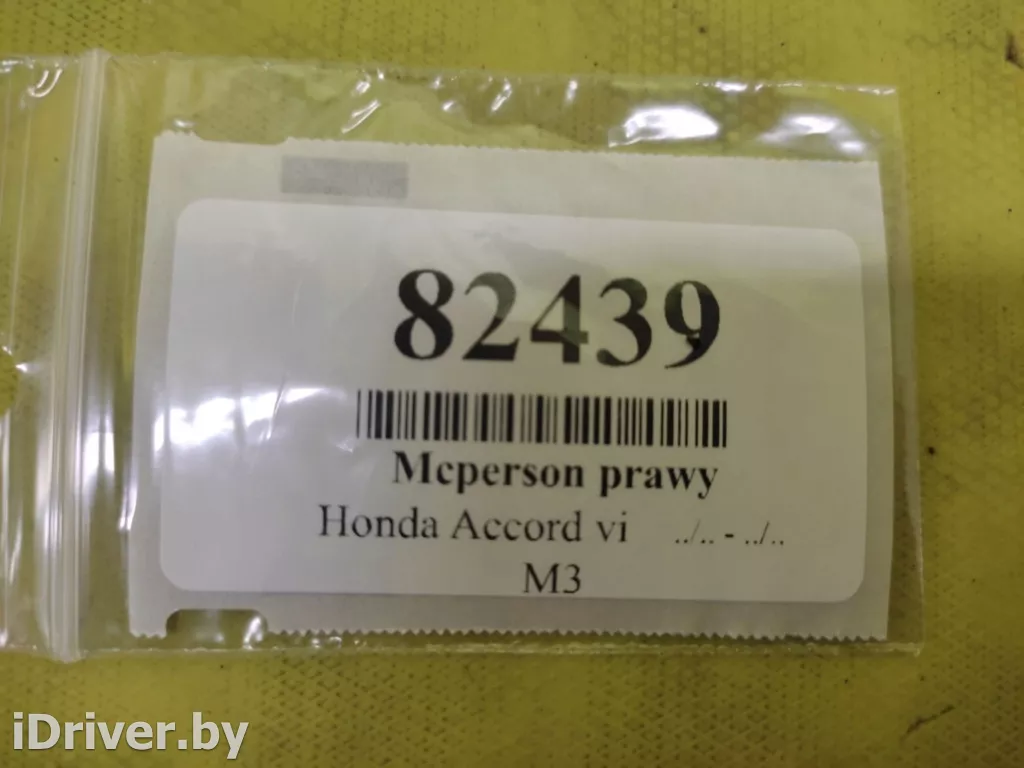 82439
Mcperson prawy
Honda Accord vi ../.. - ../..
M3
iDriver.by